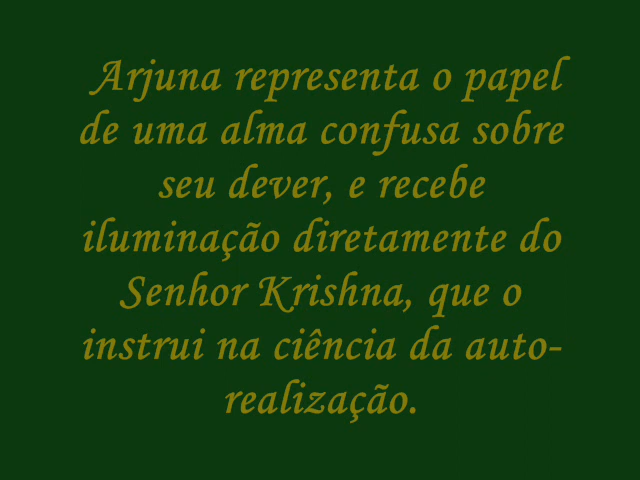 Arjuna representa o papel
de uma alma confusa sobre
seu dever, e recebe
iluminação diretamente do
Senhor Krishna, que o
instrui na ciência da auto-
realização.